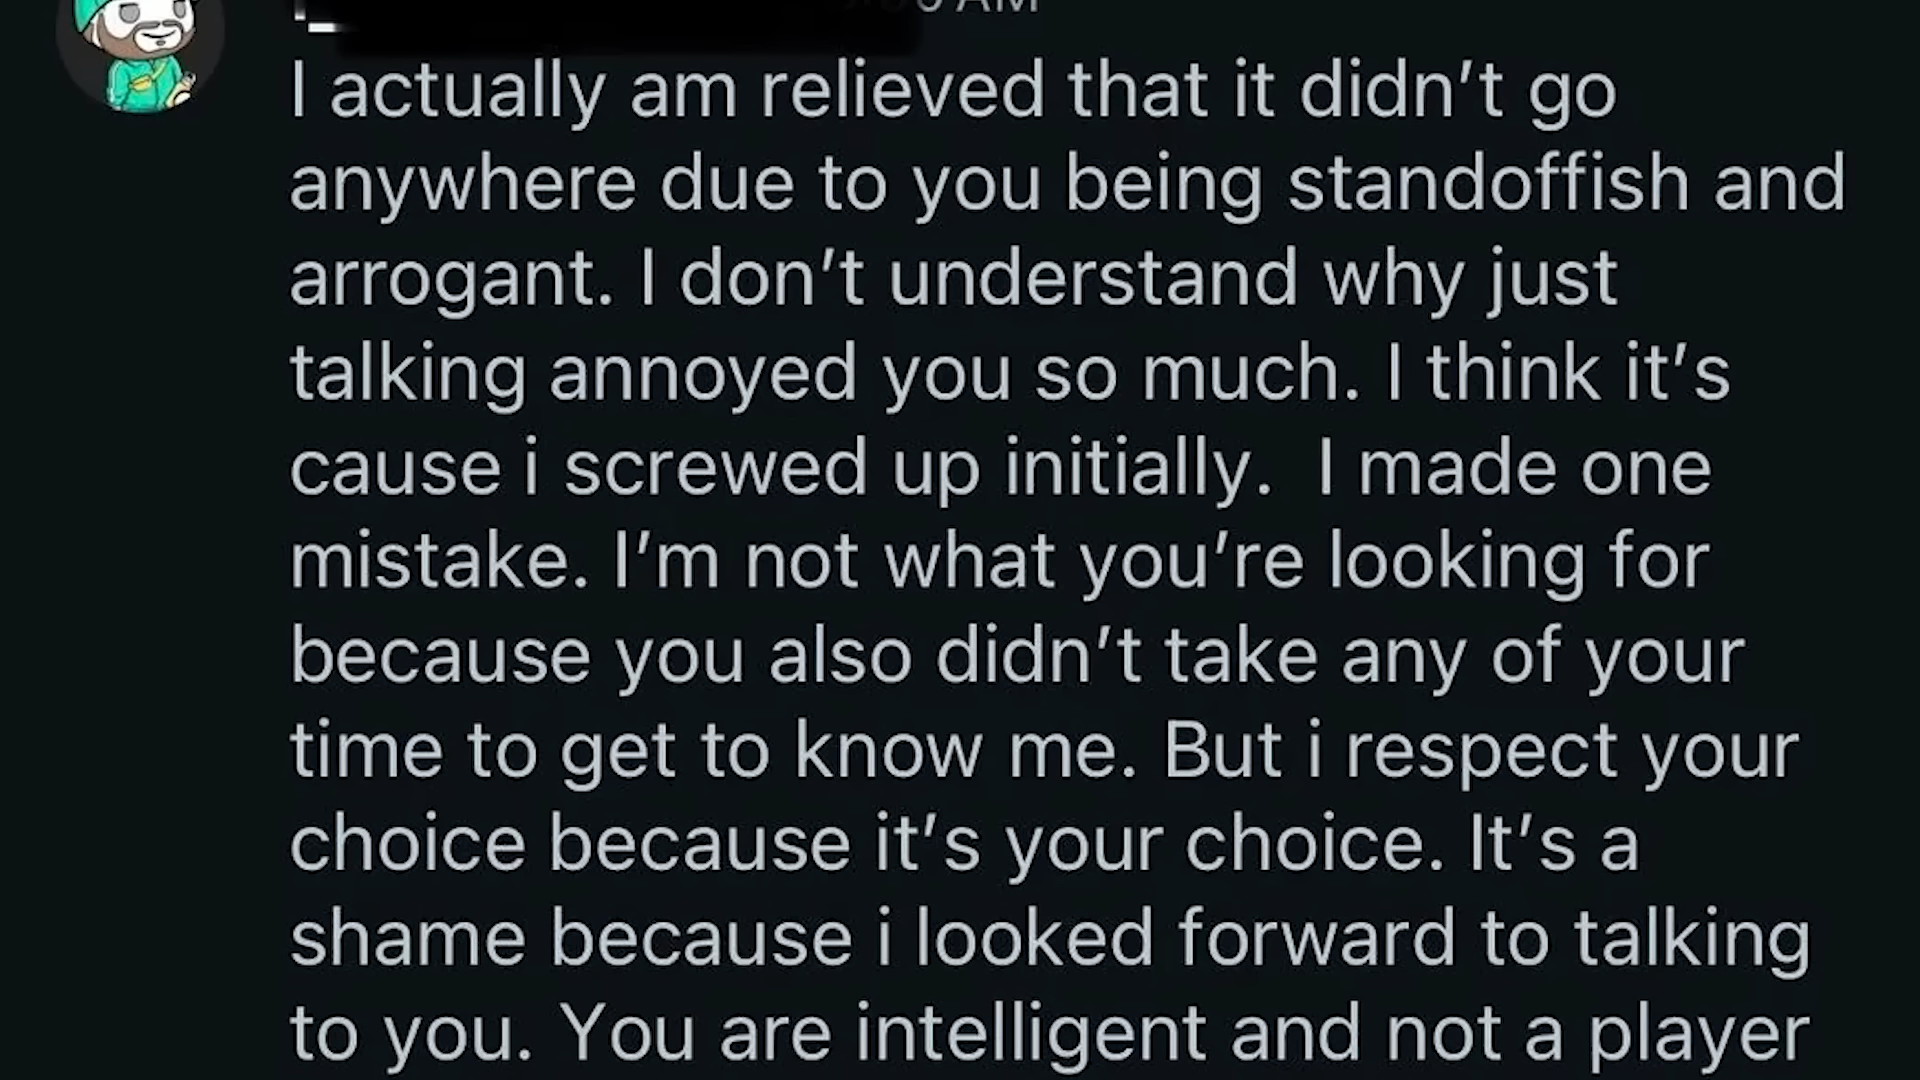 AM
I actually am relieved that it didn't go
anywhere due to you being standoffish and
arrogant. I don't understand why just
talking annoyed you so much. I think it's
cause i screwed up initially.  I made one
mistake. I'm not what you're looking for
because you also didn't take any of your
time to get to know me. But i respect your
choice because it's your choice. It's a
shame because i looked forward to talking
to you. You are intelligent and not a player